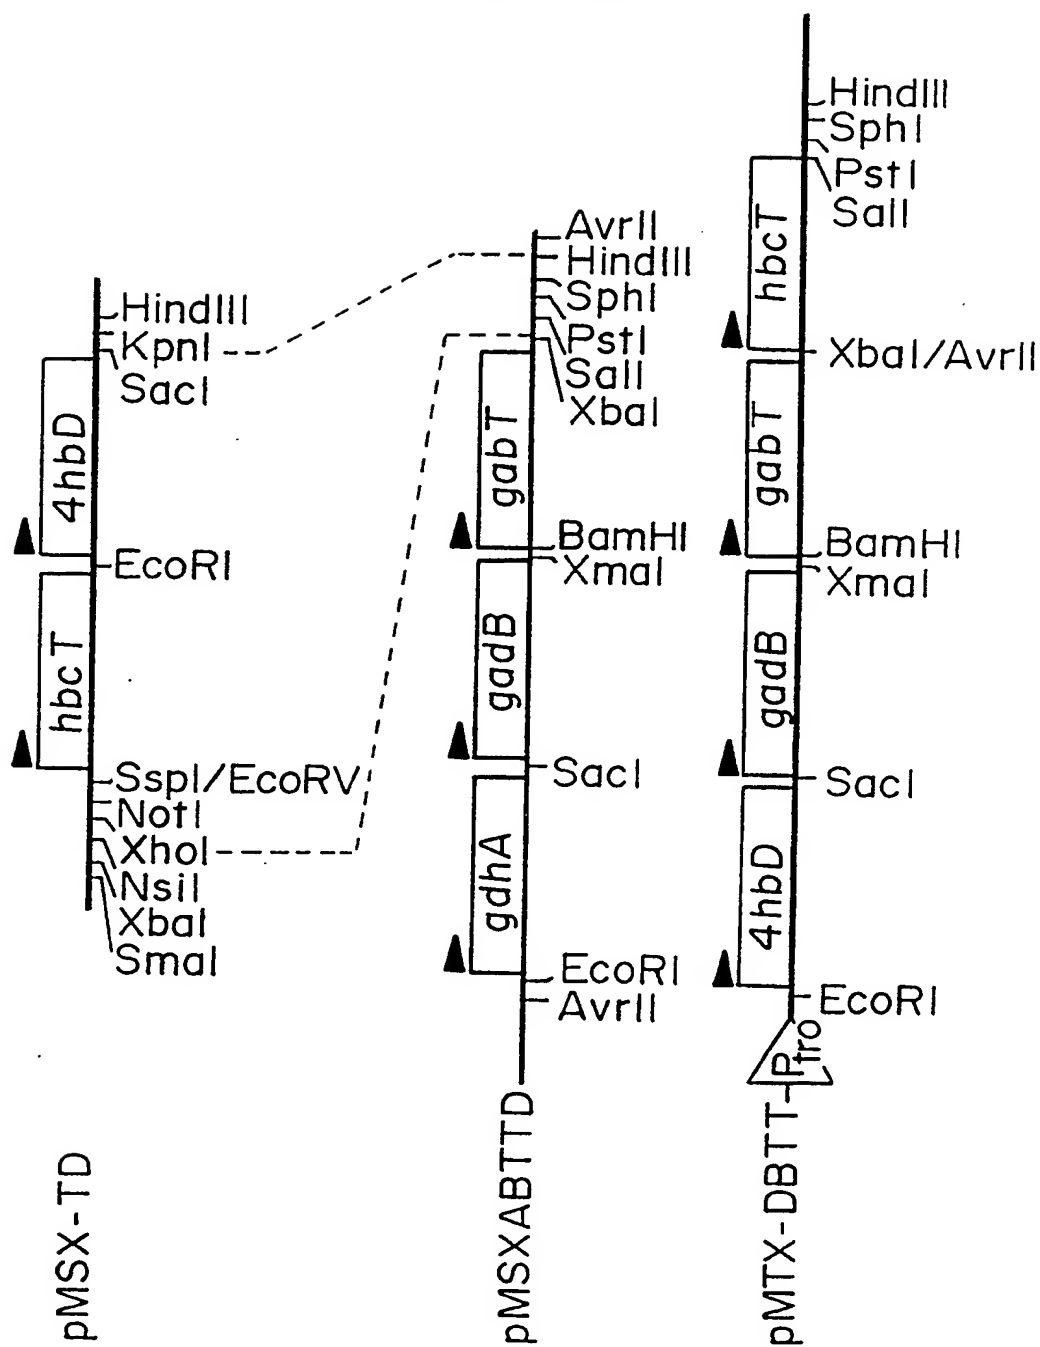 HindIII
KpnI
SacI
4hbD
EcoRI
hbcT
SspI/EcoRV
NotI
XhoI
NsiI
XbaI
SmaI
pMSX-TD
AvrII
HindIII
SphI
PstI
SalI
XbaI
gabT
BamHI
XmaI
gadB
SacI
gdhA
EcoRI
AvrII
pMSXABTTD
HindIII
SphI
PstI
SalI
hbcT
XbaI/AvrII
gabT
BamHI
XmaI
gadB
SacI
4hbD
EcoRI
Ptro
pMTX-DBTT